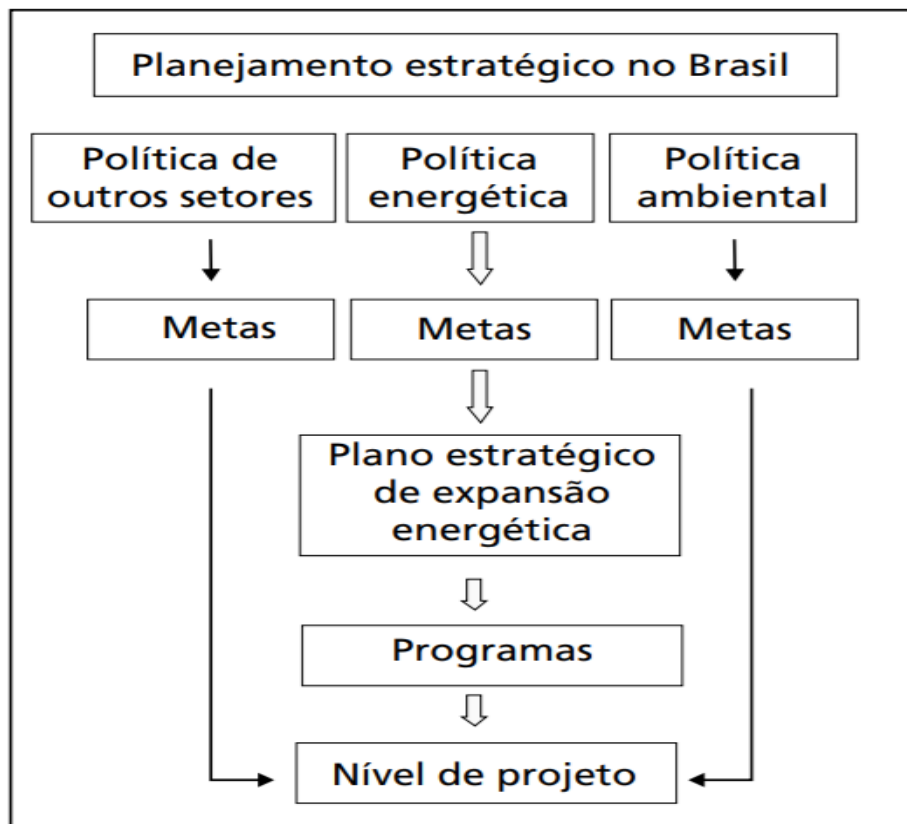 Planejamento estratégico no Brasil
Política de
outros setores
Política
energética
Política
ambiental
Metas
Metas
Metas
Plano estratégico
de expansão
energética
Programas
Nível de projeto